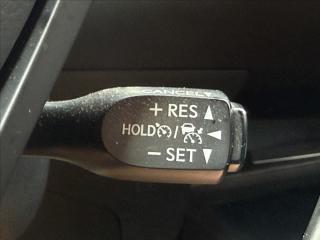 CANCEL
+ RES
HOLD /
− SET